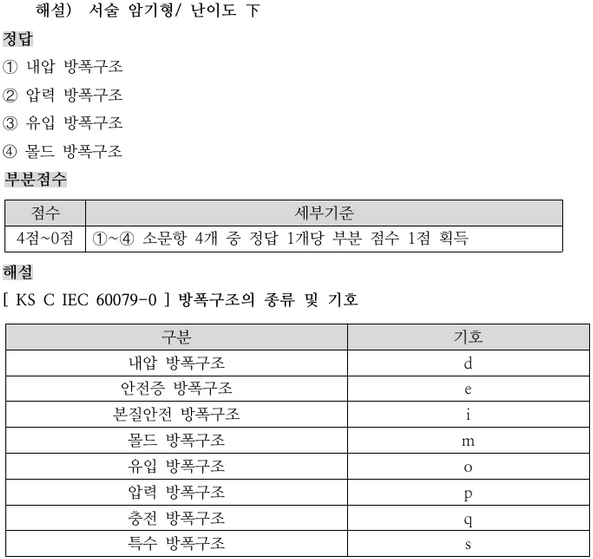 해설) 서술 암기형/ 난이도 下
정답
① 내압 방폭구조
② 압력 방폭구조
③ 유입 방폭구조
④ 몰드 방폭구조
부분점수
점수 세부기준
4점~0점 ①~④ 소문항 4개 중 정답 1개당 부분 점수 1점 획득
해설
[ KS C IEC 60079-0 ] 방폭구조의 종류 및 기호
구분 기호
내압 방폭구조 d
안전증 방폭구조 e
본질안전 방폭구조 i
몰드 방폭구조 m
유입 방폭구조 o
압력 방폭구조 p
충전 방폭구조 q
특수 방폭구조 s